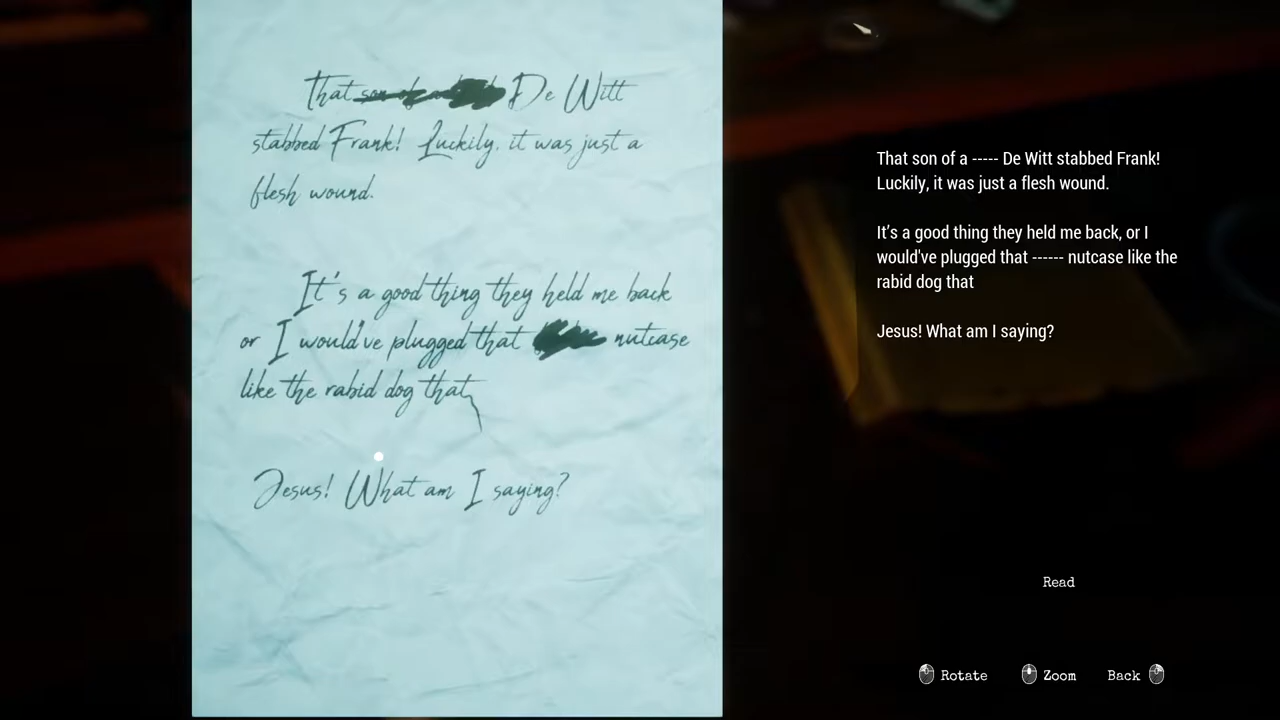 That son of a De Witt
stabbed Frank! Luckily, it was just a
flesh wound.
It's a good thing they held me back
or I would've plugged that nutcase
like the rabid dog that
Jesus! What am I saying?
That son of a ----- De Witt stabbed Frank!
Luckily, it was just a flesh wound.
It's a good thing they held me back, or I
would've plugged that ------ nutcase like the
rabid dog that
Jesus! What am I saying?
Read
Rotate
Zoom
Back